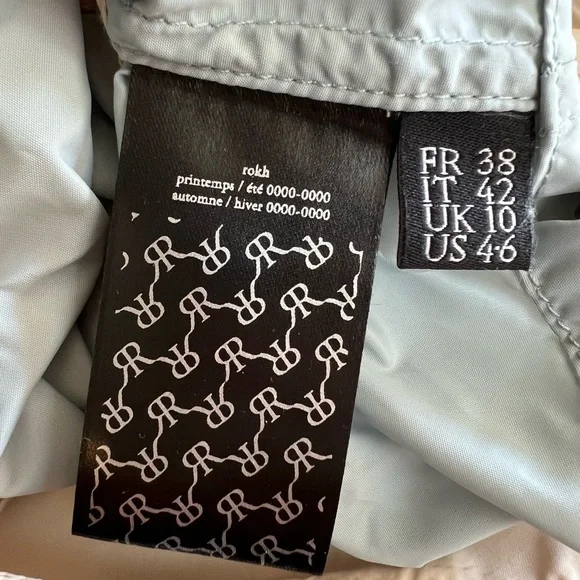 rokh
printemps / été 0000-0000
automne / hiver 0000-0000
FR 38
IT 42
UK 10
US 4·6